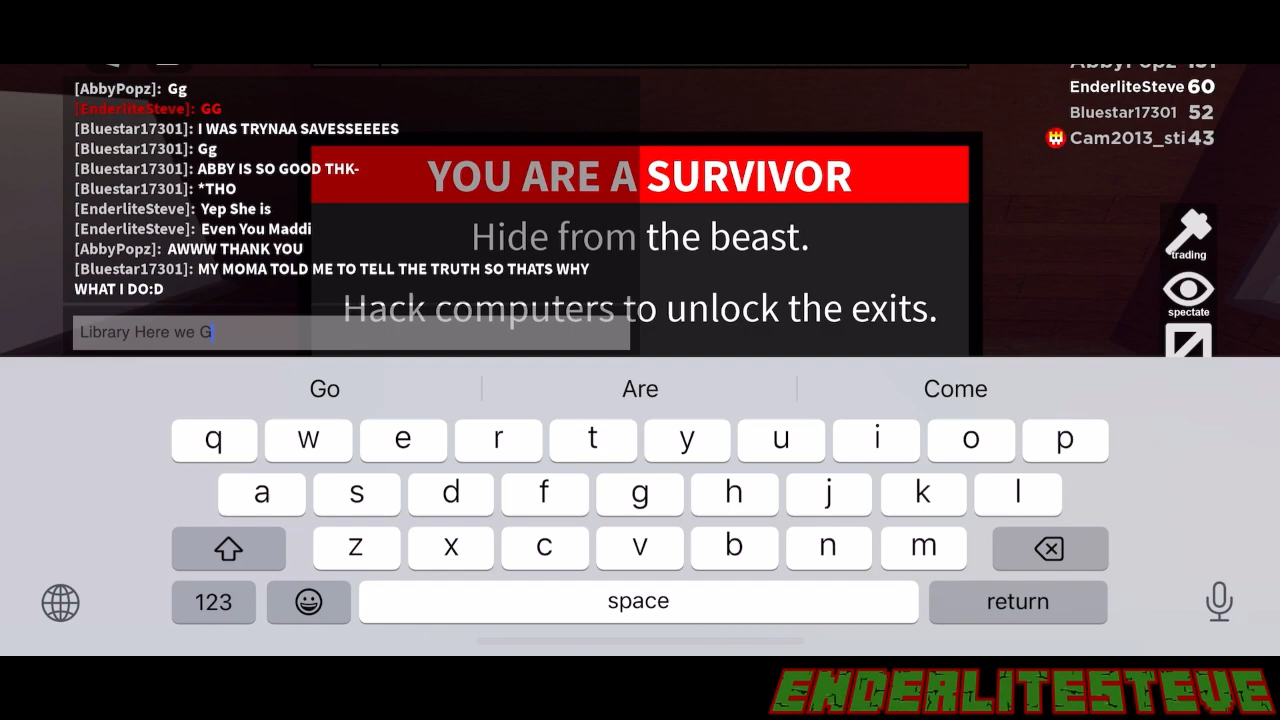 [AbbyPopz]: Gg
[EnderliteSteve]: GG
[Bluestar17301]: I WAS TRYNAA SAVESSEEEES
[Bluestar17301]: Gg
[Bluestar17301]: ABBY IS SO GOOD THK-
[Bluestar17301]: *THO
[EnderliteSteve]: Yep She is
[EnderliteSteve]: Even You Maddi
[AbbyPopz]: AWWW THANK YOU
[Bluestar17301]: MY MOMA TOLD ME TO TELL THE TRUTH SO THATS WHY
WHAT I DO:D
Library Here we G
YOU ARE A SURVIVOR
Hide from the beast.
Hack computers to unlock the exits.
AbbyPopz 131
EnderliteSteve 60
Bluestar17301 52
Cam2013_sti 43
trading
spectate
Go Are Come
q w e r t y u i o p
a s d f g h j k l
z x c v b n m
123 space return
ENDERLITESTEVE